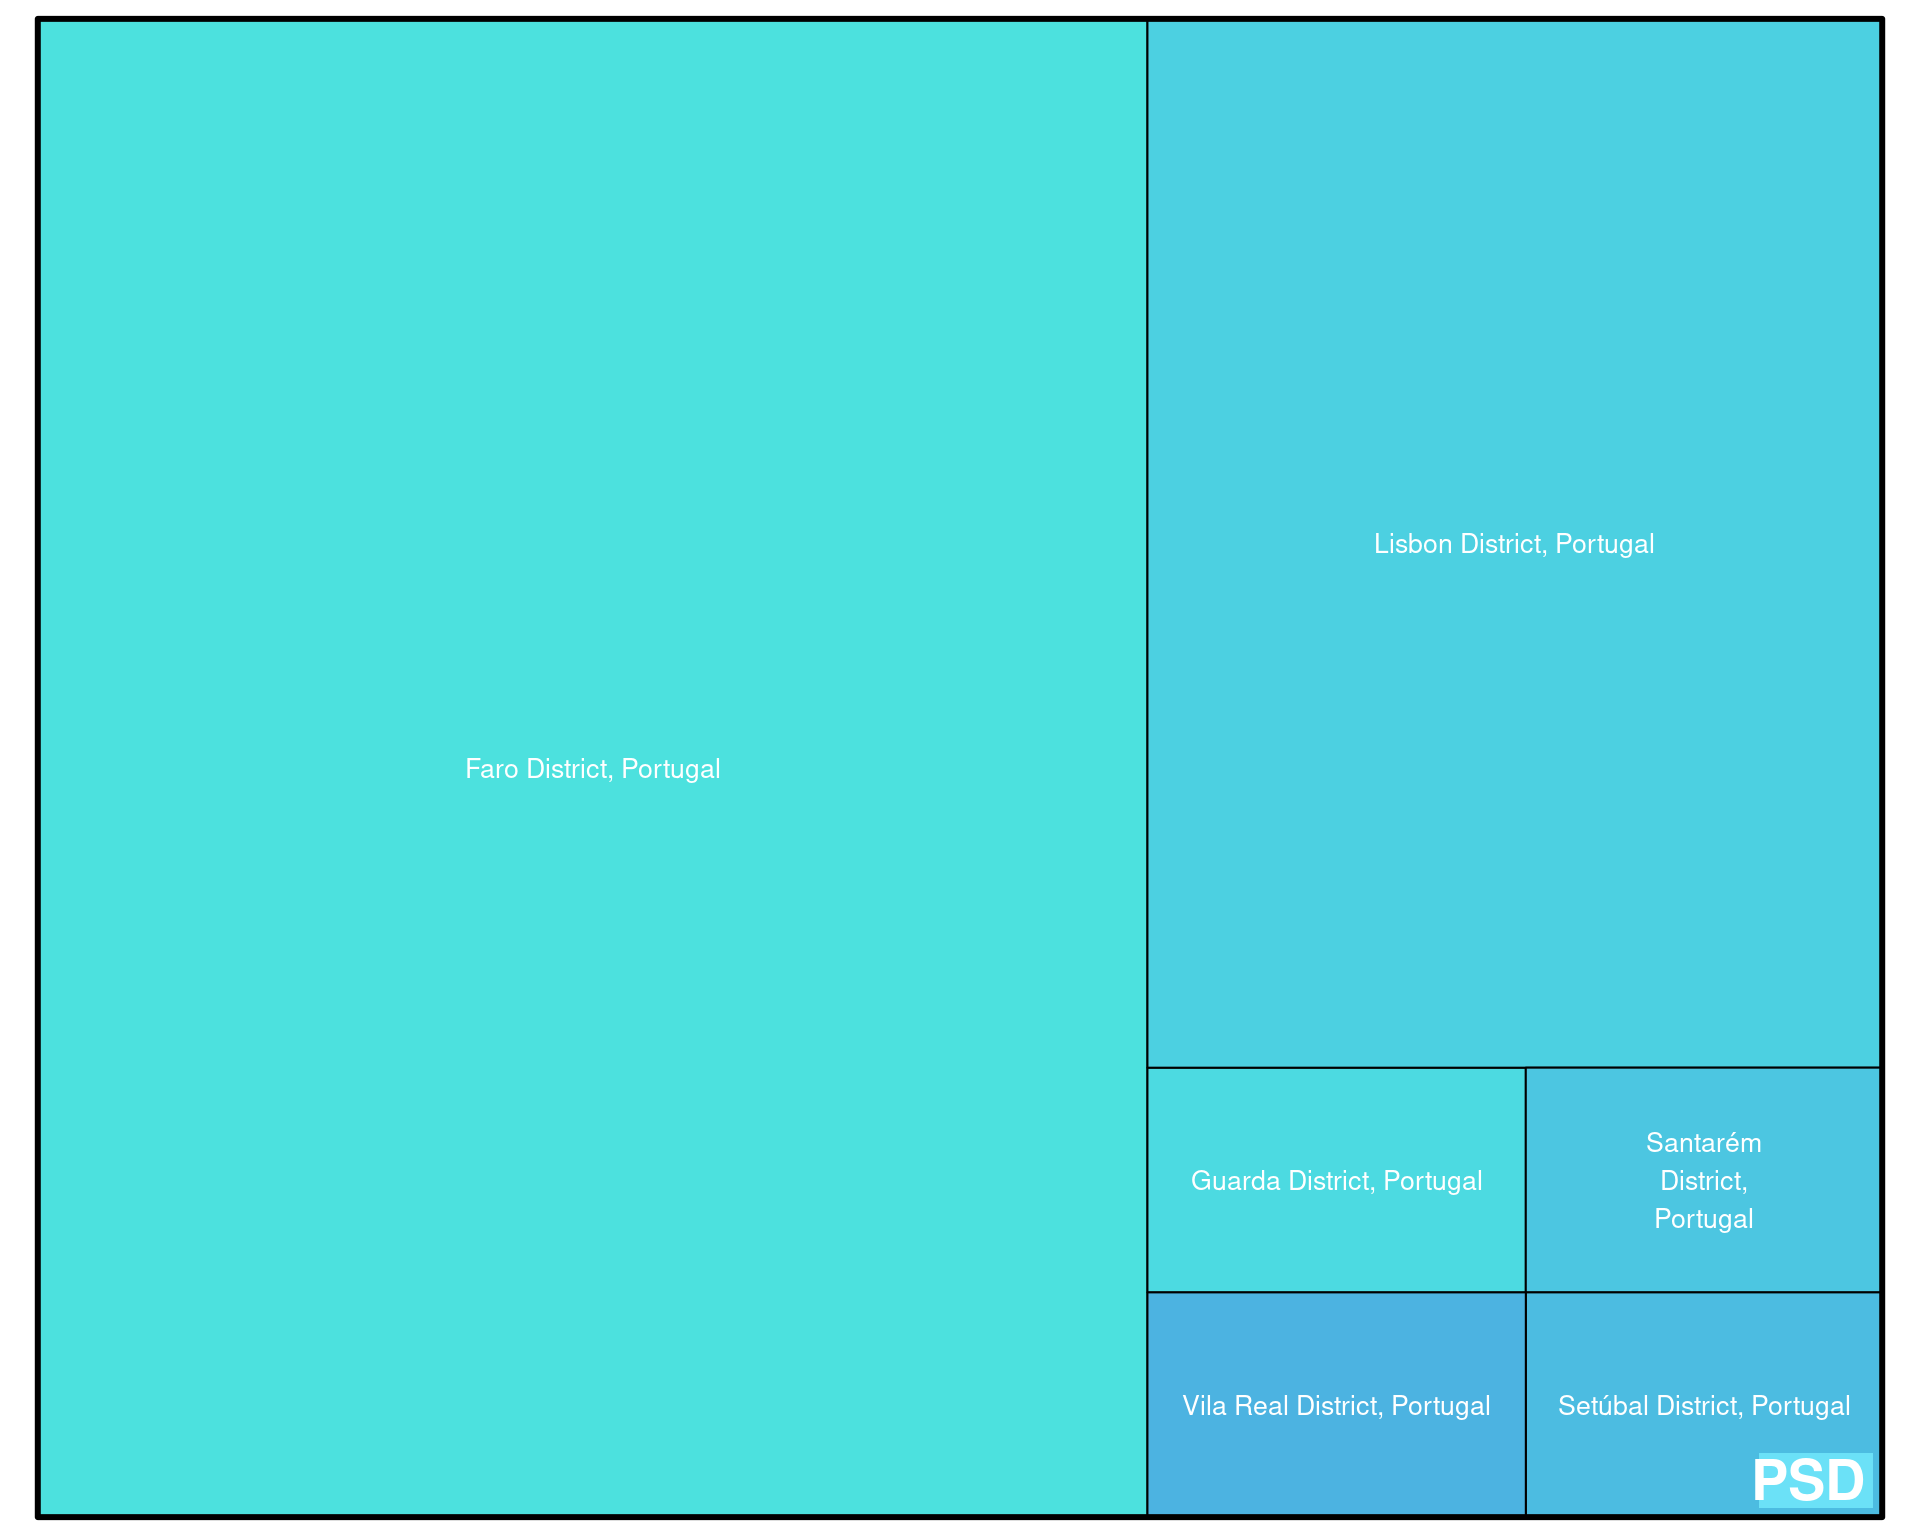 Faro District, Portugal
Lisbon District, Portugal
Guarda District, Portugal
Santarém
District,
Portugal
Vila Real District, Portugal
Setúbal District, Portugal
PSD